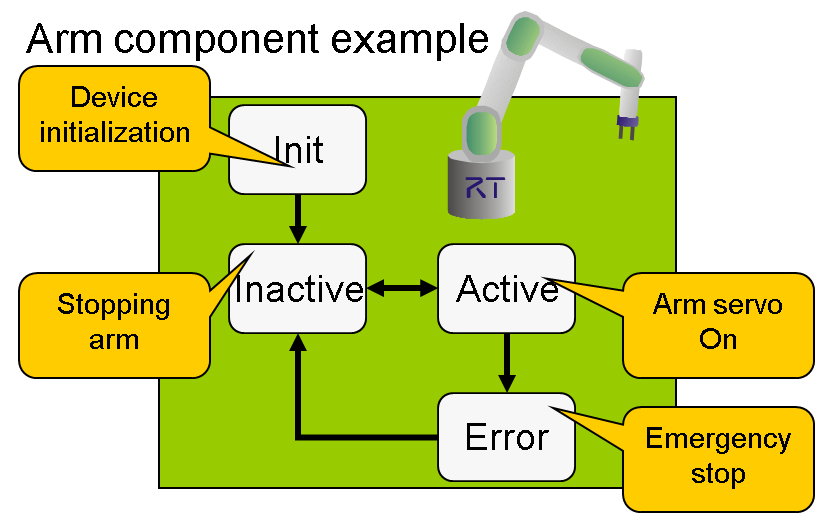 Arm component example
Device
initialization
Init
RT
Inactive
Active
Stopping
arm
Arm servo
On
Error
Emergency
stop